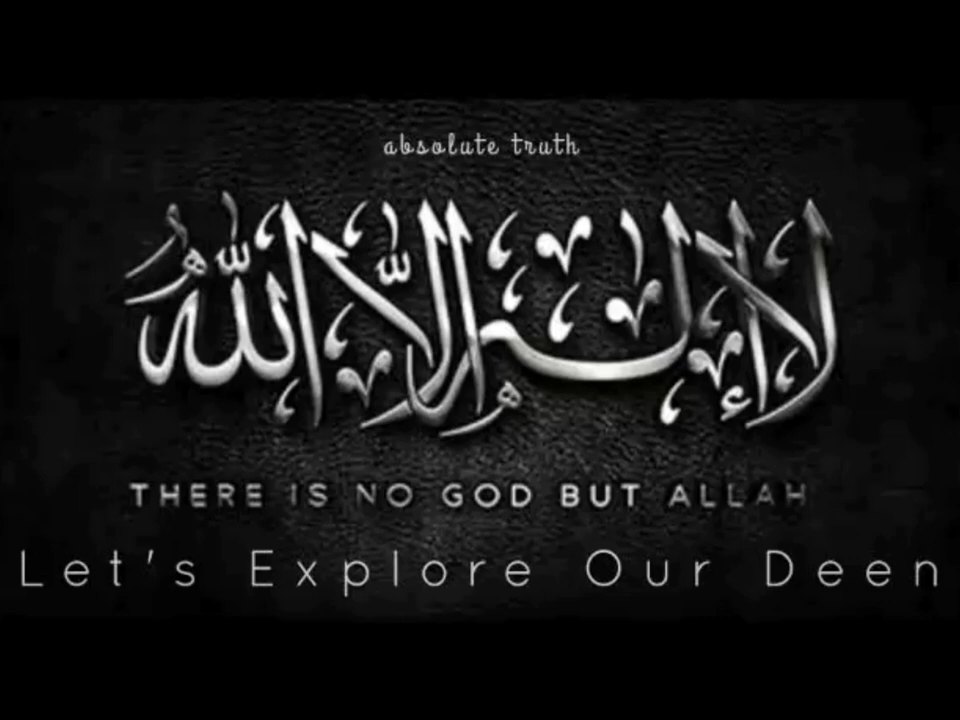 absolute truth
لا إله إلا الله
THERE IS NO GOD BUT ALLAH
Let's Explore Our Deen